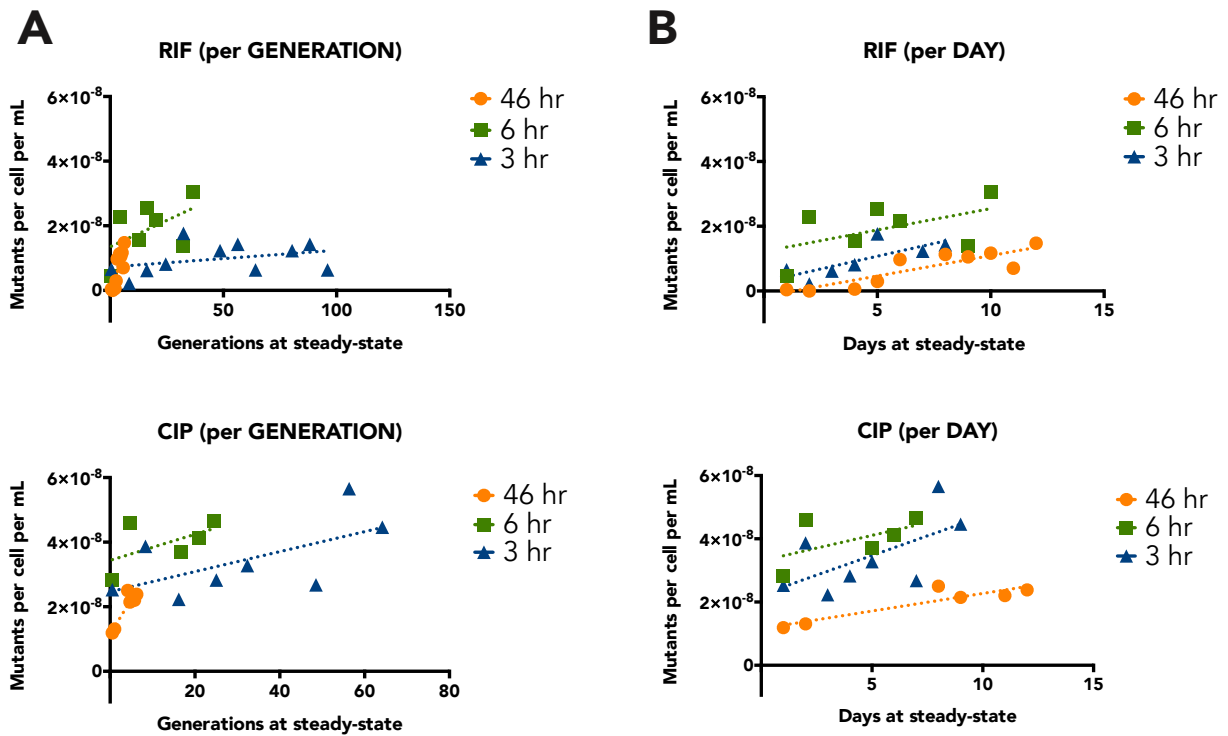 A
RIF (per GENERATION)
Mutants per cell per mL
6×10⁻⁸
4×10⁻⁸
2×10⁻⁸
0
50
100
150
Generations at steady-state
46 hr
6 hr
3 hr
B
RIF (per DAY)
Mutants per cell per mL
6×10⁻⁸
4×10⁻⁸
2×10⁻⁸
0
5
10
15
Days at steady-state
46 hr
6 hr
3 hr
CIP (per GENERATION)
Mutants per cell per mL
6×10⁻⁸
4×10⁻⁸
2×10⁻⁸
0
20
40
60
80
Generations at steady-state
46 hr
6 hr
3 hr
CIP (per DAY)
Mutants per cell per mL
6×10⁻⁸
4×10⁻⁸
2×10⁻⁸
0
5
10
15
Days at steady-state
46 hr
6 hr
3 hr